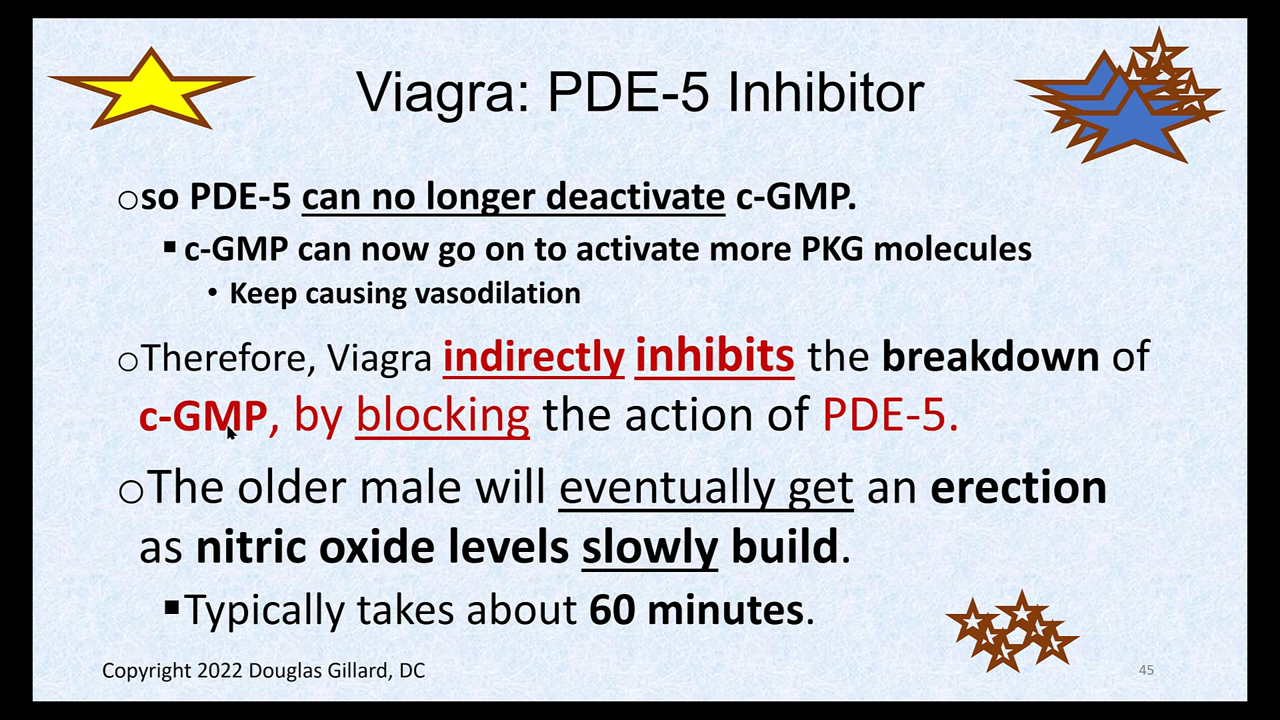 Viagra: PDE-5 Inhibitor
so PDE-5 can no longer deactivate c-GMP.
c-GMP can now go on to activate more PKG molecules
Keep causing vasodilation
Therefore, Viagra indirectly inhibits the breakdown of
c-GMP, by blocking the action of PDE-5.
The older male will eventually get an erection
as nitric oxide levels slowly build.
Typically takes about 60 minutes.
Copyright 2022 Douglas Gillard, DC
45